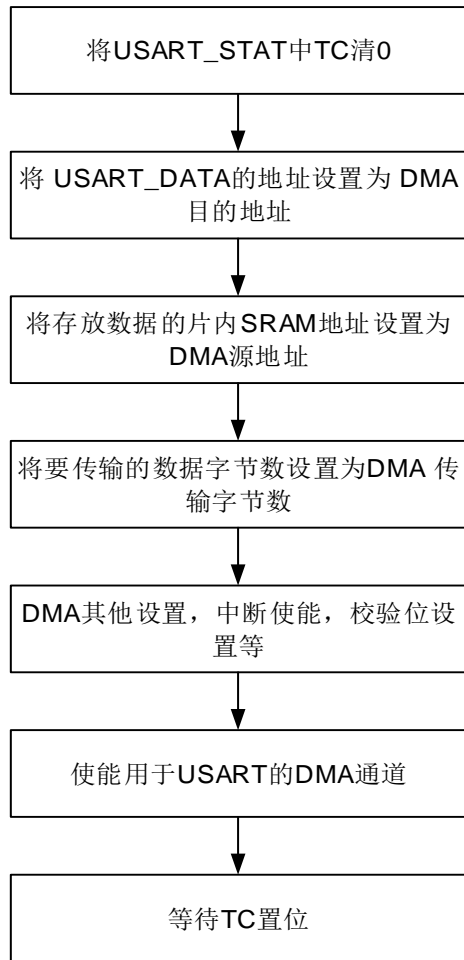 将USART_STAT中TC清0
将 USART_DATA的地址设置为 DMA
目的地址
将存放数据的片内SRAM地址设置为
DMA源地址
将要传输的数据字节数设置为DMA 传
输字节数
DMA其他设置，中断使能，校验位设
置等
使能用于USART的DMA通道
等待TC置位